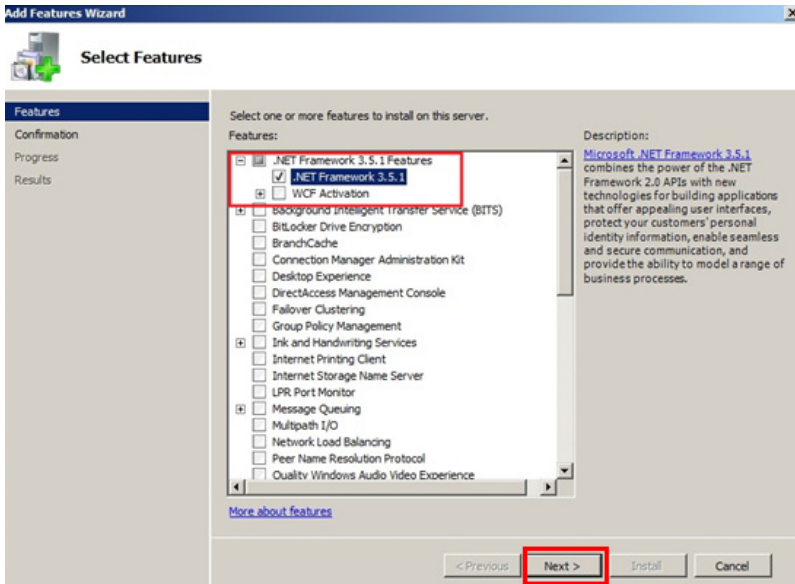 Add Features Wizard
Select Features
Features
Confirmation
Progress
Results
Select one or more features to install on this server.
Features:
.NET Framework 3.5.1 Features
.NET Framework 3.5.1
WCF Activation
Background Intelligent Transfer Service (BITS)
BitLocker Drive Encryption
BranchCache
Connection Manager Administration Kit
Desktop Experience
DirectAccess Management Console
Failover Clustering
Group Policy Management
Ink and Handwriting Services
Internet Printing Client
Internet Storage Name Server
LPR Port Monitor
Message Queuing
Multipath I/O
Network Load Balancing
Peer Name Resolution Protocol
Quality Windows Audio Video Experience
More about features
Description:
Microsoft .NET Framework 3.5.1
combines the power of the .NET
Framework 2.0 APIs with new
technologies for building applications
that offer appealing user interfaces,
protect your customers' personal
identity information, enable seamless
and secure communication, and
provide the ability to model a range of
business processes.
< Previous
Next >
Install
Cancel